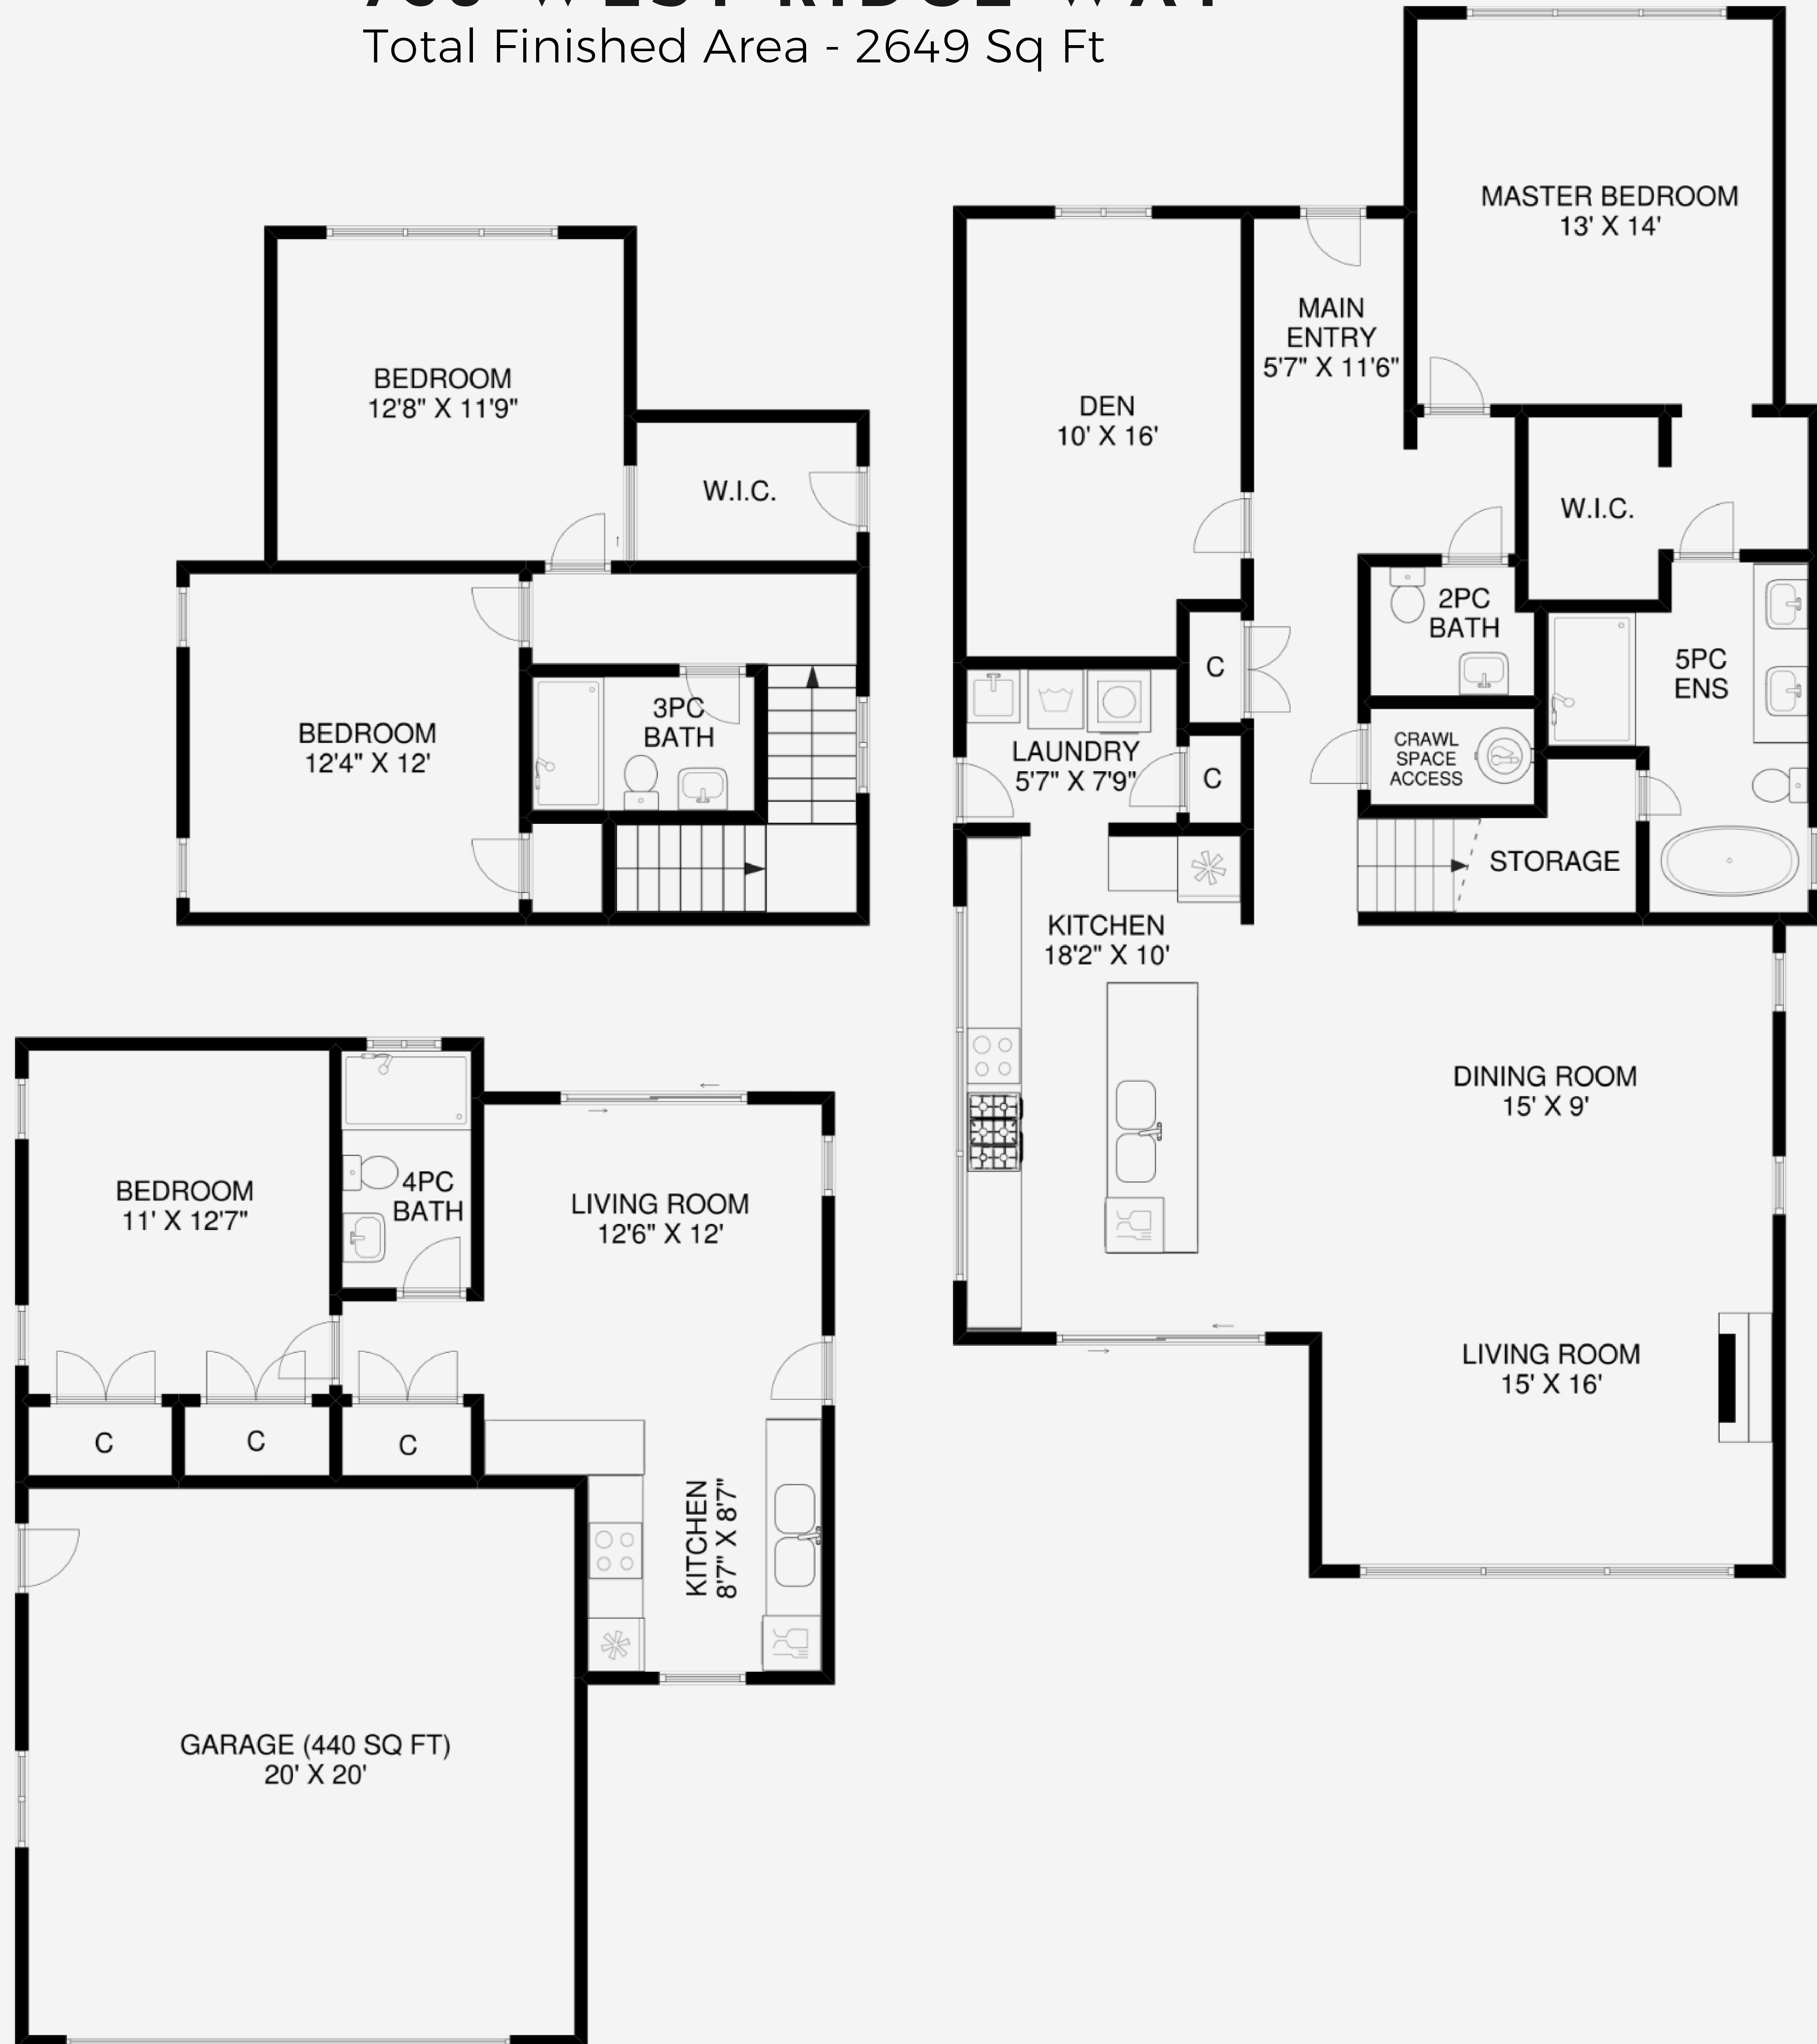 WEST RIDGE WAY
Total Finished Area - 2649 Sq Ft
BEDROOM
12'8" X 11'9"
W.I.C.
BEDROOM
12'4" X 12'
3PC
BATH
MASTER BEDROOM
13' X 14'
MAIN
ENTRY
5'7" X 11'6"
DEN
10' X 16'
W.I.C.
2PC
BATH
5PC
ENS
C
LAUNDRY
5'7" X 7'9"
C
CRAWL
SPACE
ACCESS
STORAGE
KITCHEN
18'2" X 10'
DINING ROOM
15' X 9'
LIVING ROOM
15' X 16'
BEDROOM
11' X 12'7"
4PC
BATH
LIVING ROOM
12'6" X 12'
C
C
C
KITCHEN
8'7" X 8'7"
GARAGE (440 SQ FT)
20' X 20'